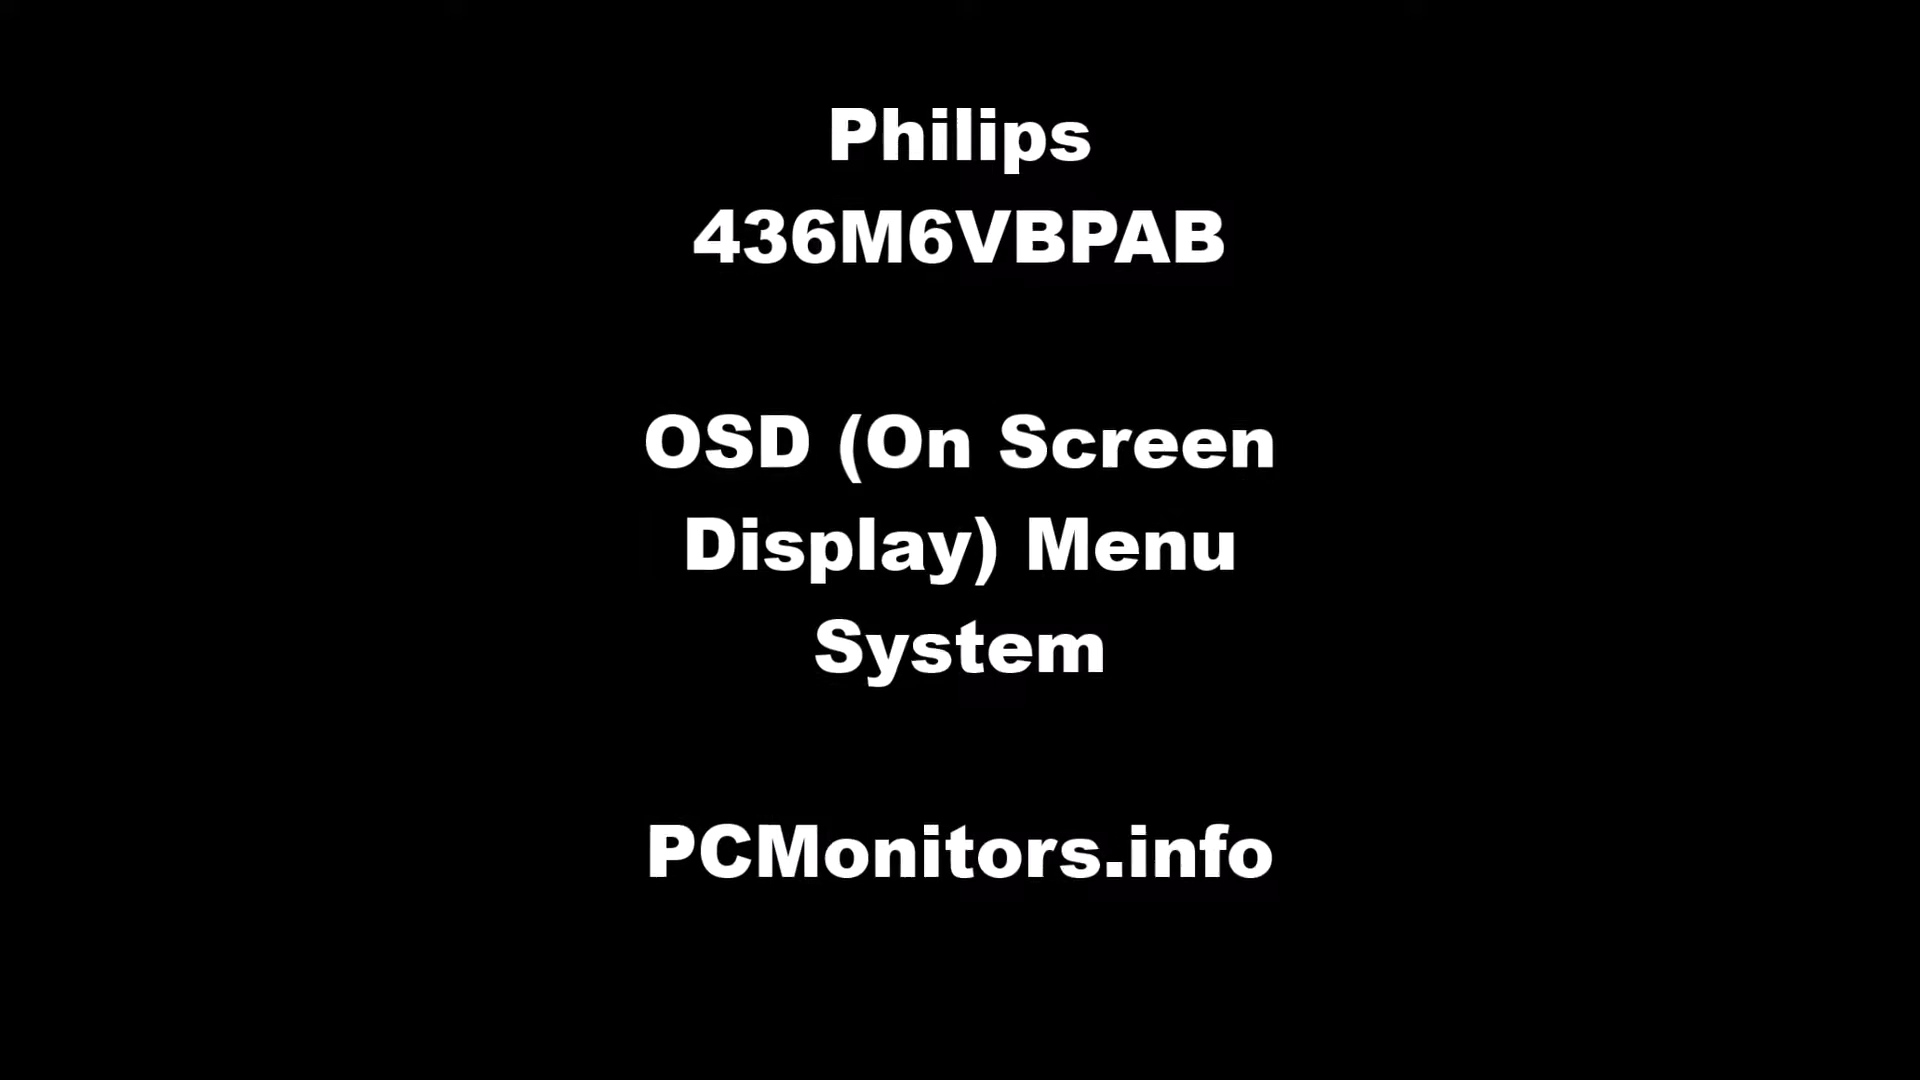 Philips
436M6VBPAB
OSD (On Screen
Display) Menu
System
PCMonitors.info